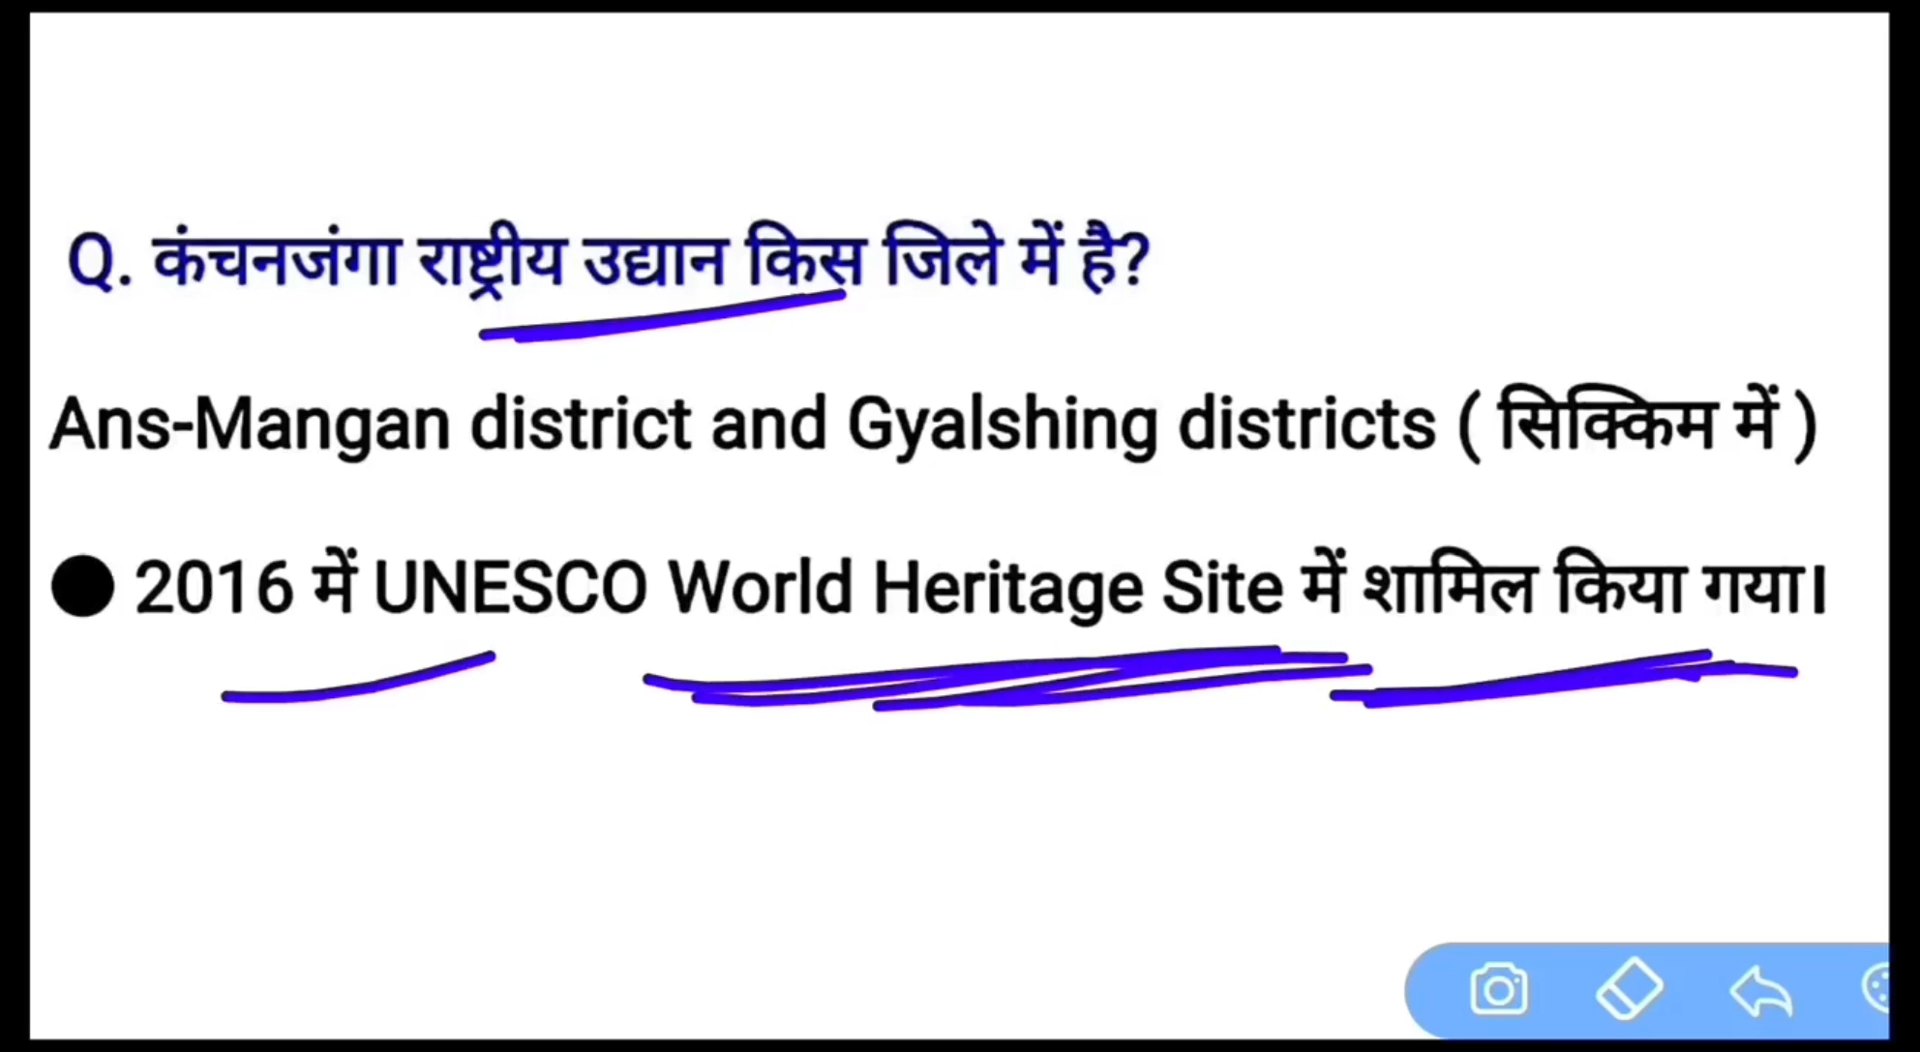 Q. कंचनजंगा राष्ट्रीय उद्यान किस जिले में है?
Ans-Mangan district and Gyalshing districts ( सिक्किम में )
● 2016 में UNESCO World Heritage Site में शामिल किया गया।